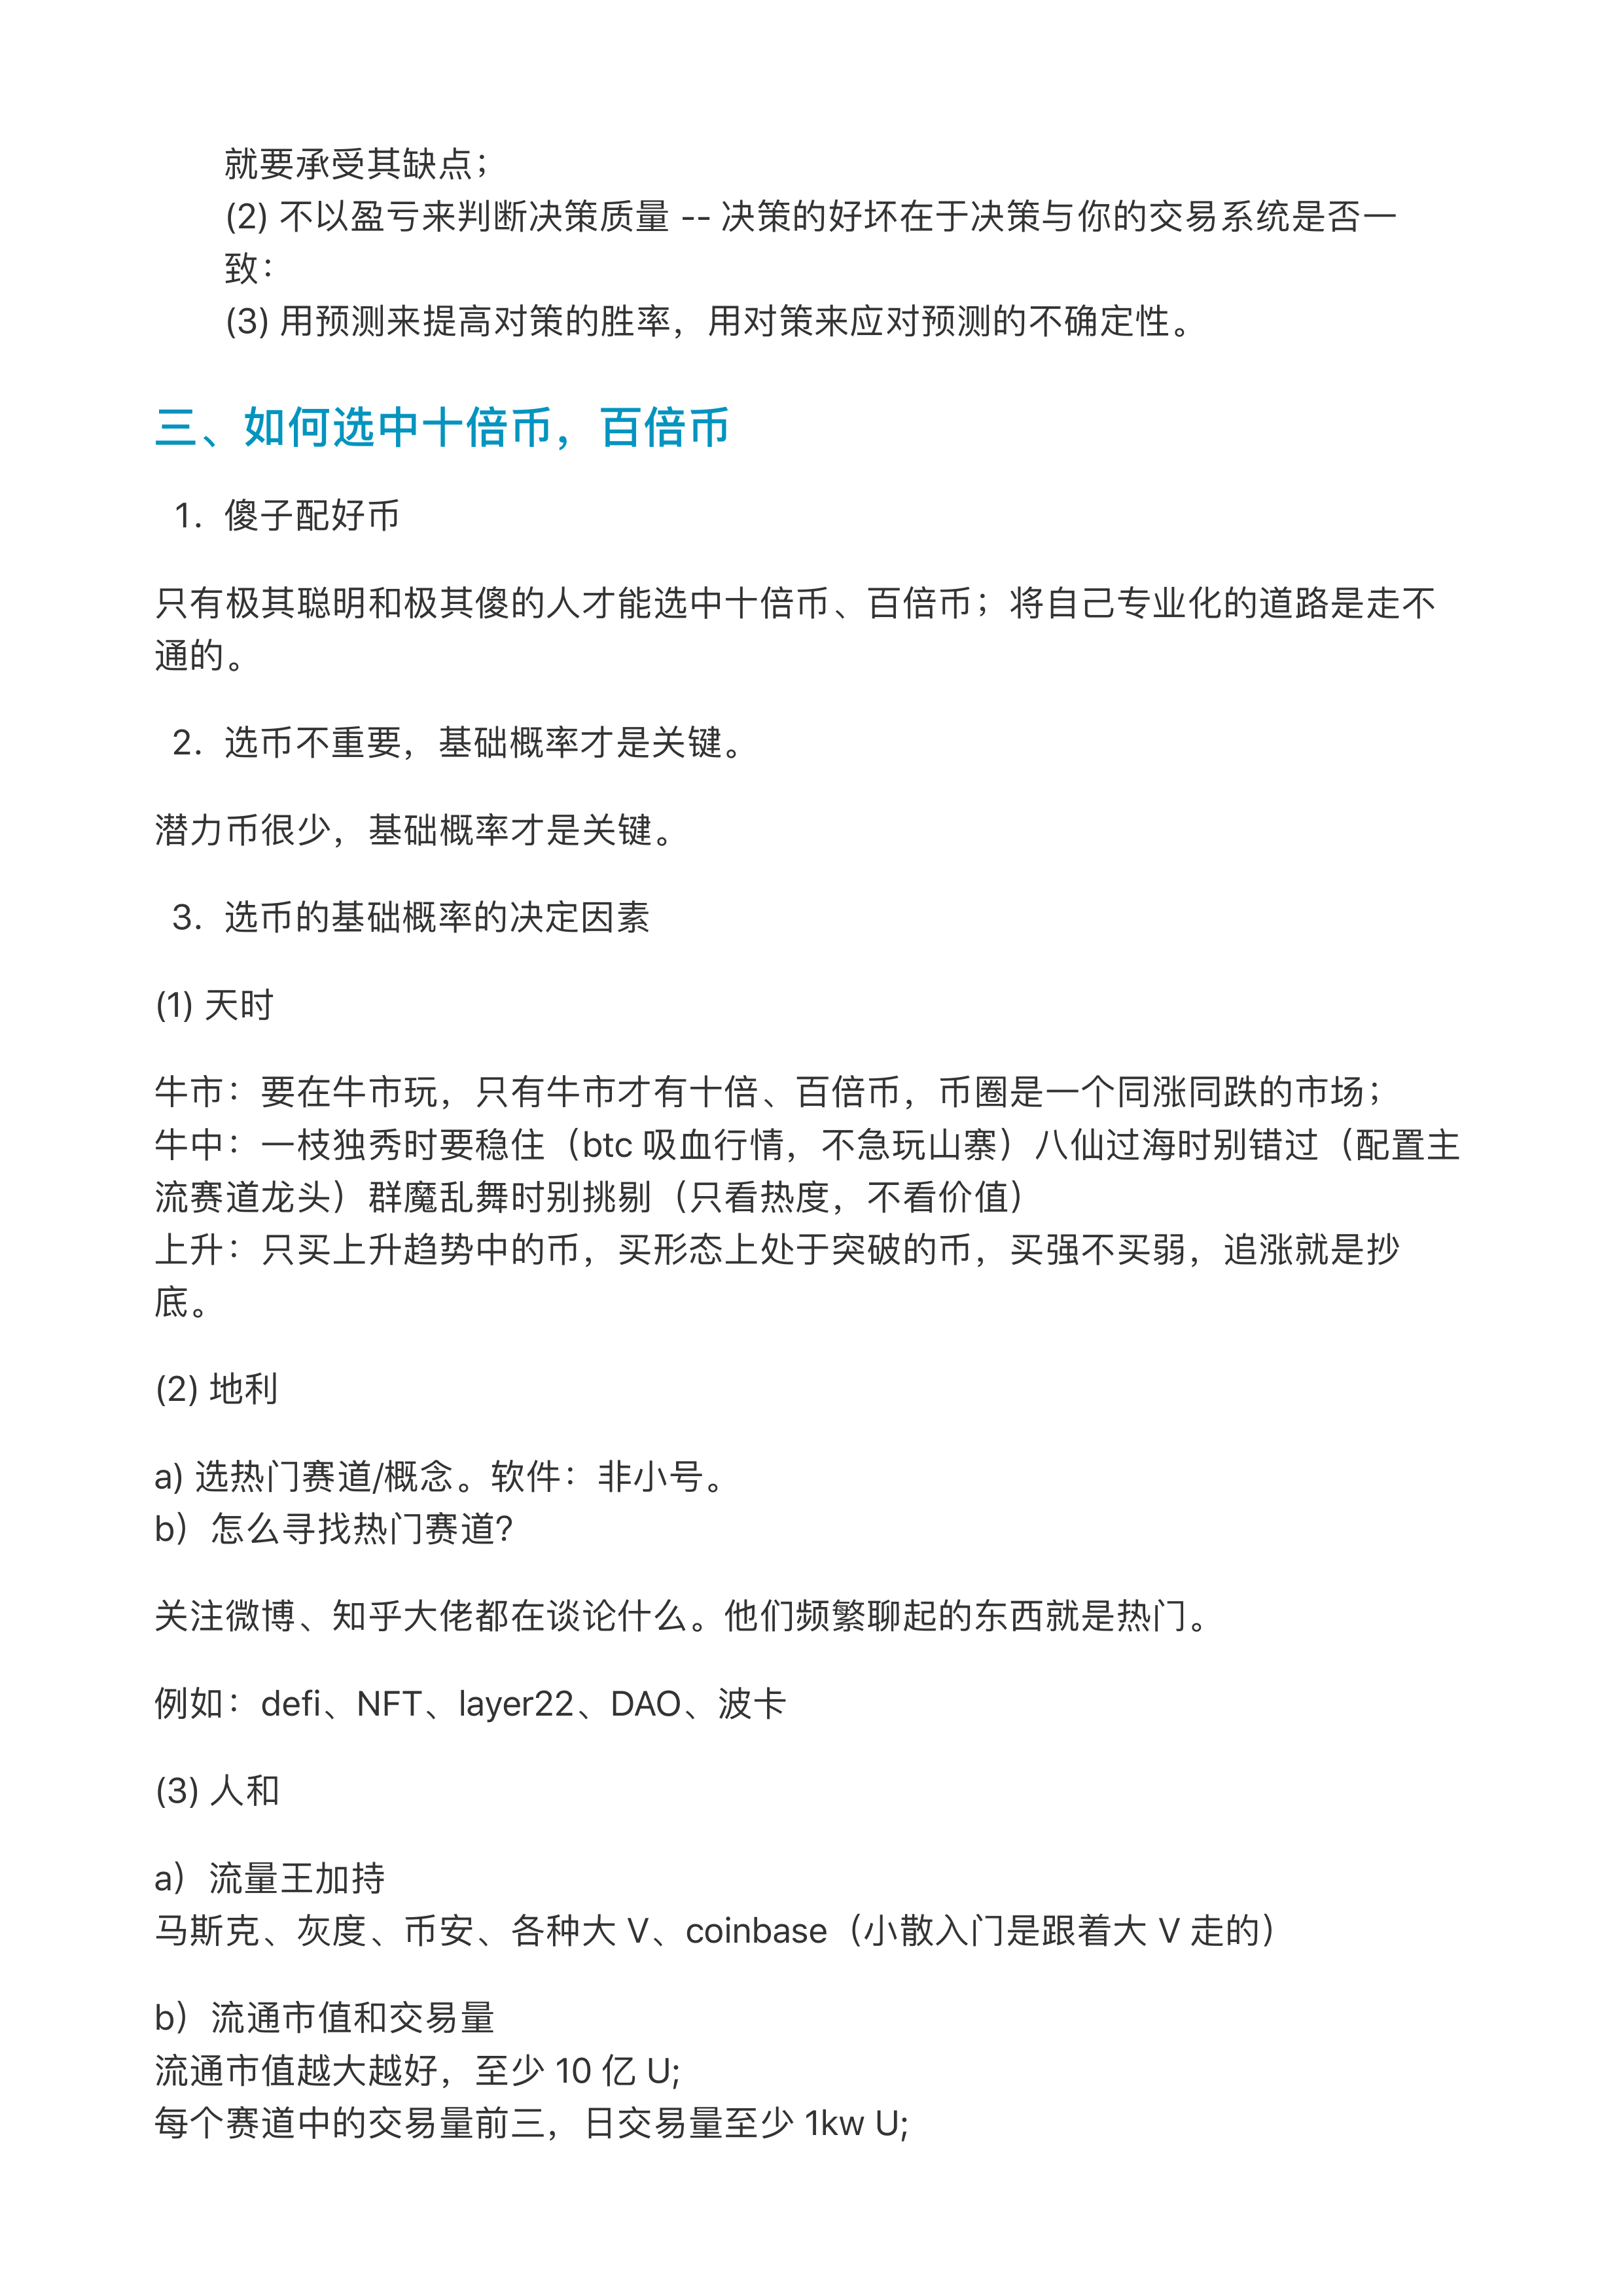 就要承受其缺点；
(2) 不以盈亏来判断决策质量 -- 决策的好坏在于决策与你的交易系统是否一
致：
(3) 用预测来提高对策的胜率，用对策来应对预测的不确定性。
三、如何选中十倍币，百倍币
1. 傻子配好币
只有极其聪明和极其傻的人才能选中十倍币、百倍币；将自己专业化的道路是走不
通的。
2. 选币不重要，基础概率才是关键。
潜力币很少，基础概率才是关键。
3. 选币的基础概率的决定因素
(1) 天时
牛市：要在牛市玩，只有牛市才有十倍、百倍币，币圈是一个同涨同跌的市场；
牛中：一枝独秀时要稳住（btc 吸血行情，不急玩山寨）八仙过海时别错过（配置主
流赛道龙头）群魔乱舞时别挑剔（只看热度，不看价值）
上升：只买上升趋势中的币，买形态上处于突破的币，买强不买弱，追涨就是抄
底。
(2) 地利
a) 选热门赛道/概念。软件：非小号。
b）怎么寻找热门赛道?
关注微博、知乎大佬都在谈论什么。他们频繁聊起的东西就是热门。
例如：defi、NFT、layer22、DAO、波卡
(3) 人和
a）流量王加持
马斯克、灰度、币安、各种大 V、coinbase（小散入门是跟着大 V 走的）
b）流通市值和交易量
流通市值越大越好，至少 10 亿 U;
每个赛道中的交易量前三，日交易量至少 1kw U;